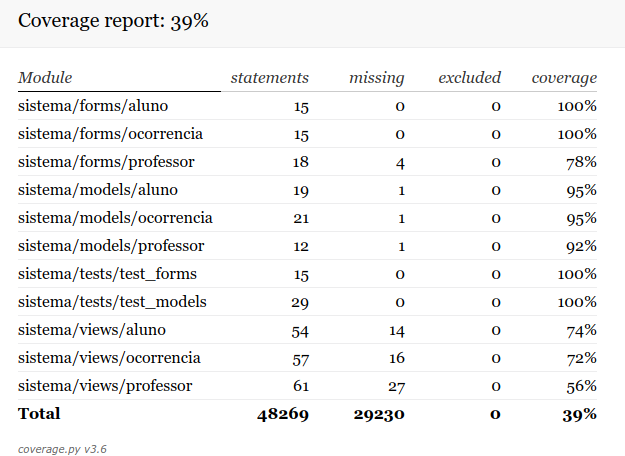 Coverage report: 39%
Module statements missing excluded coverage
sistema/forms/aluno 15 0 0 100%
sistema/forms/ocorrencia 15 0 0 100%
sistema/forms/professor 18 4 0 78%
sistema/models/aluno 19 1 0 95%
sistema/models/ocorrencia 21 1 0 95%
sistema/models/professor 12 1 0 92%
sistema/tests/test_forms 15 0 0 100%
sistema/tests/test_models 29 0 0 100%
sistema/views/aluno 54 14 0 74%
sistema/views/ocorrencia 57 16 0 72%
sistema/views/professor 61 27 0 56%
Total 48269 29230 0 39%
coverage.py v3.6